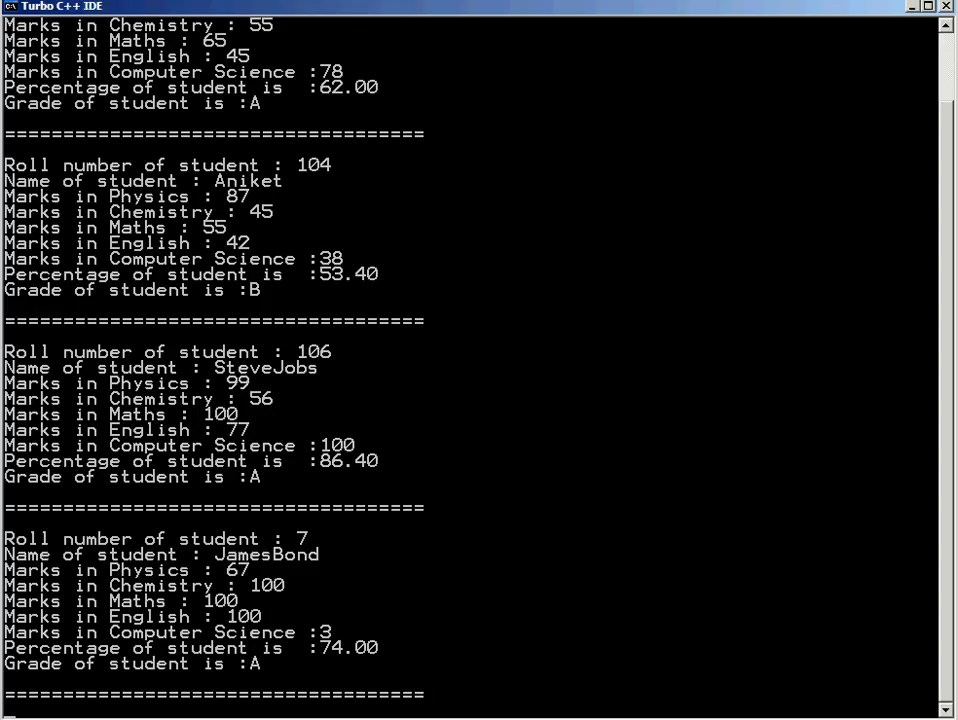 Turbo C++ IDE
Marks in Chemistry : 55
Marks in Maths : 65
Marks in English : 45
Marks in Computer Science :78
Percentage of student is  :62.00
Grade of student is :A
====================================
Roll number of student : 104
Name of student : Aniket
Marks in Physics : 87
Marks in Chemistry : 45
Marks in Maths : 55
Marks in English : 42
Marks in Computer Science :38
Percentage of student is  :53.40
Grade of student is :B
====================================
Roll number of student : 106
Name of student : SteveJobs
Marks in Physics : 99
Marks in Chemistry : 56
Marks in Maths : 100
Marks in English : 77
Marks in Computer Science :100
Percentage of student is  :86.40
Grade of student is :A
====================================
Roll number of student : 7
Name of student : JamesBond
Marks in Physics : 67
Marks in Chemistry : 100
Marks in Maths : 100
Marks in English : 100
Marks in Computer Science :3
Percentage of student is  :74.00
Grade of student is :A
====================================